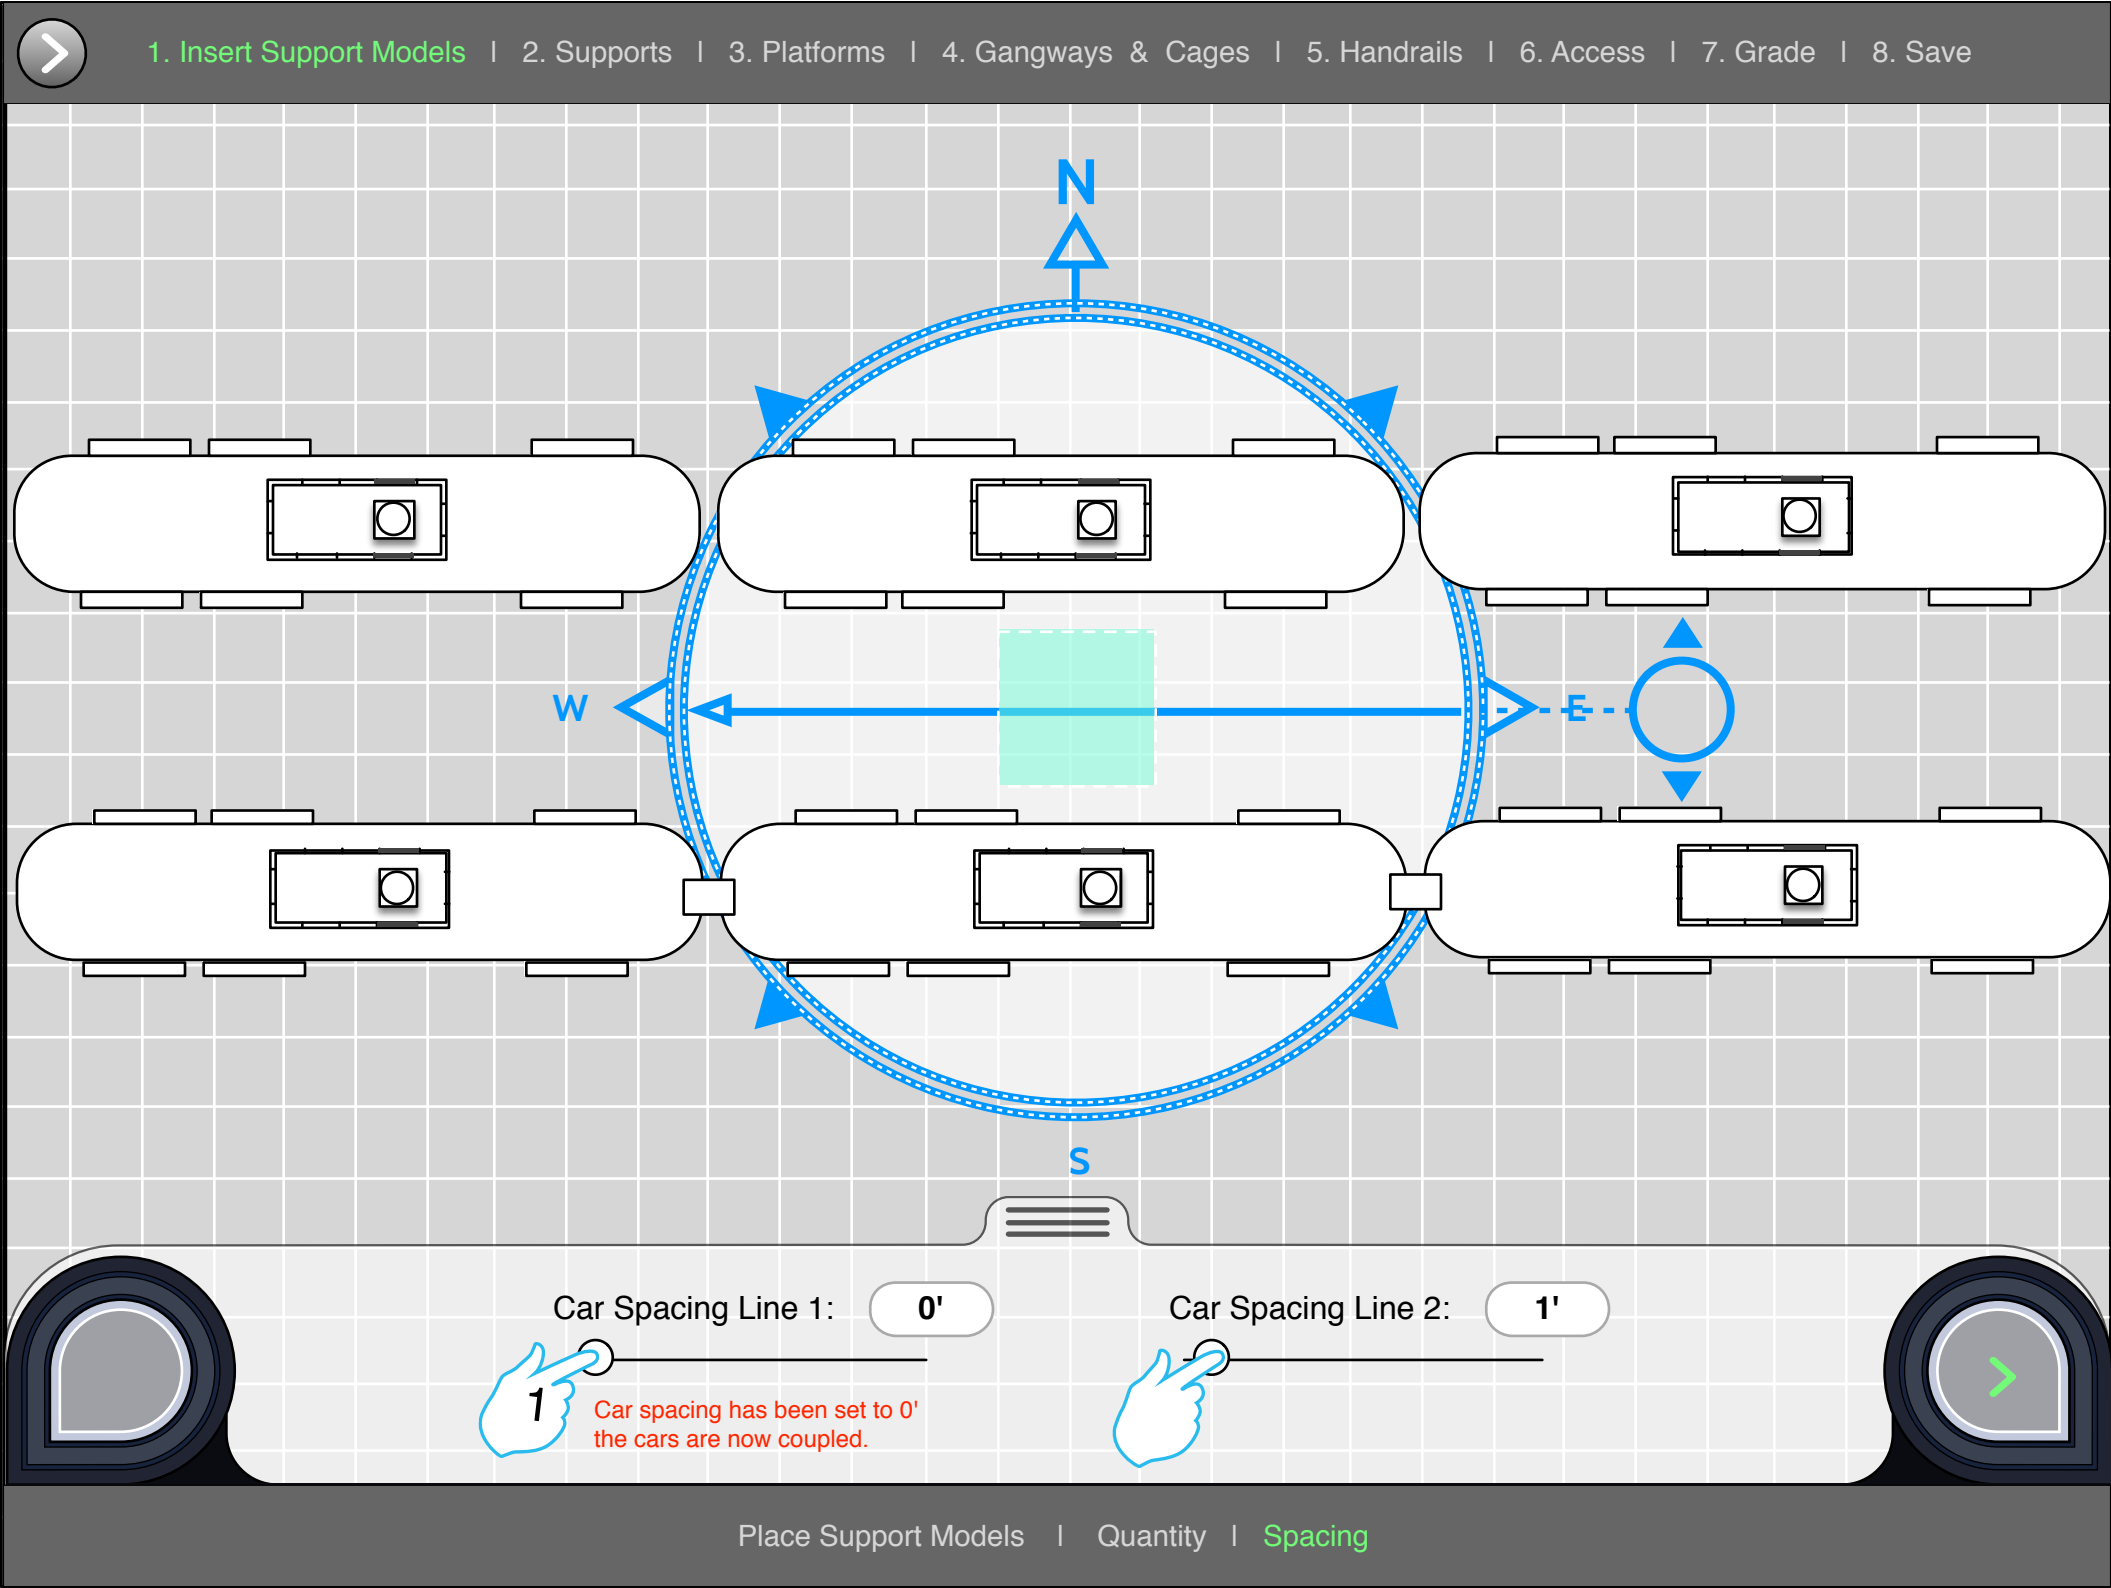 1. Insert Support Models | 2. Supports | 3. Platforms | 4. Gangways & Cages | 5. Handrails | 6. Access | 7. Grade | 8. Save
N
W
E
S
Car Spacing Line 1: 0' Car Spacing Line 2: 1'
1
Car spacing has been set to 0'
the cars are now coupled.
Place Support Models | Quantity | Spacing